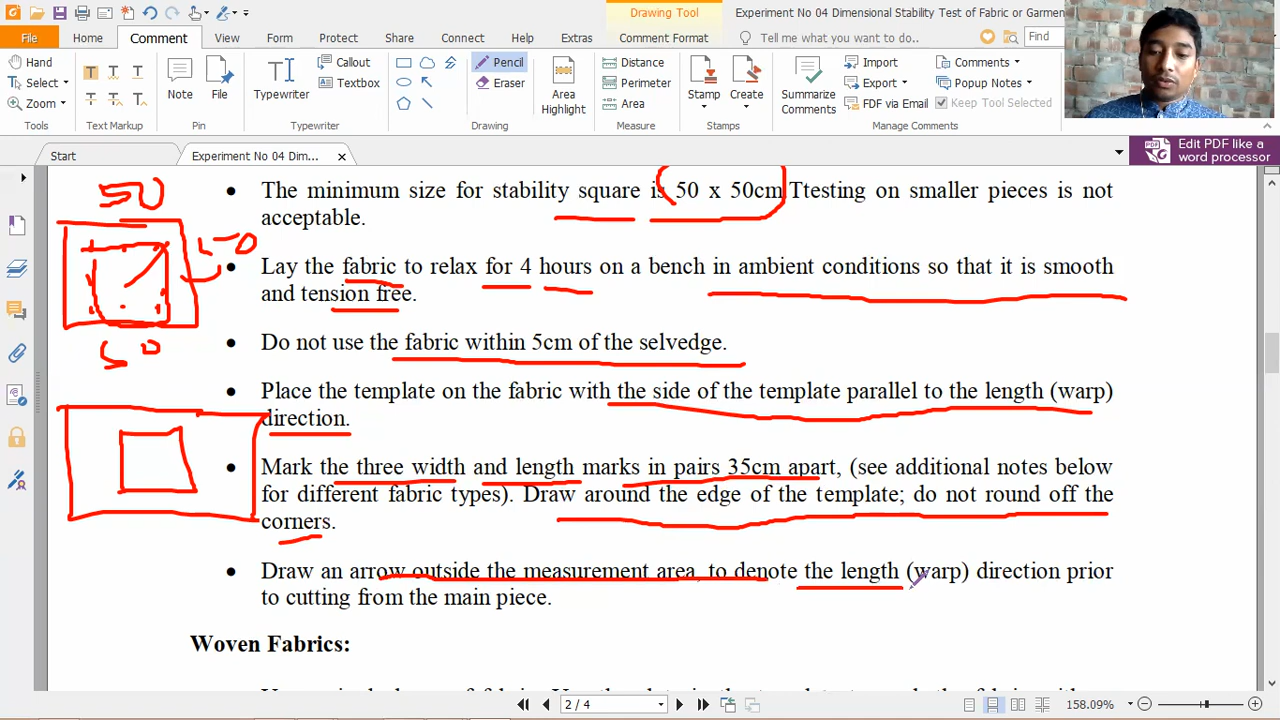 Drawing Tool
Experiment No 04 Dimensional Stability Test of Fabric or Garmen
File Home Comment View Form Protect Share Connect Help Extras Comment Format
Tell me what you want to do...
Find
Hand
Select
Zoom
Tools
Text Markup
Note
File
Pin
Typewriter
Callout
Textbox
Typewriter
Pencil
Eraser
Drawing
Area Highlight
Distance
Perimeter
Area
Measure
Stamp
Create
Stamps
Summarize Comments
Import
Export
FDF via Email
Comments
Popup Notes
Keep Tool Selected
Manage Comments
Start
Experiment No 04 Dim...
Edit PDF like a word processor
50
• The minimum size for stability square is 50 x 50cm Ttesting on smaller pieces is not
acceptable.
• Lay the fabric to relax for 4 hours on a bench in ambient conditions so that it is smooth
and tension free.
• Do not use the fabric within 5cm of the selvedge.
• Place the template on the fabric with the side of the template parallel to the length (warp)
direction.
• Mark the three width and length marks in pairs 35cm apart, (see additional notes below
for different fabric types). Draw around the edge of the template; do not round off the
corners.
• Draw an arrow outside the measurement area, to denote the length (warp) direction prior
to cutting from the main piece.
Woven Fabrics:
2 / 4
158.09%